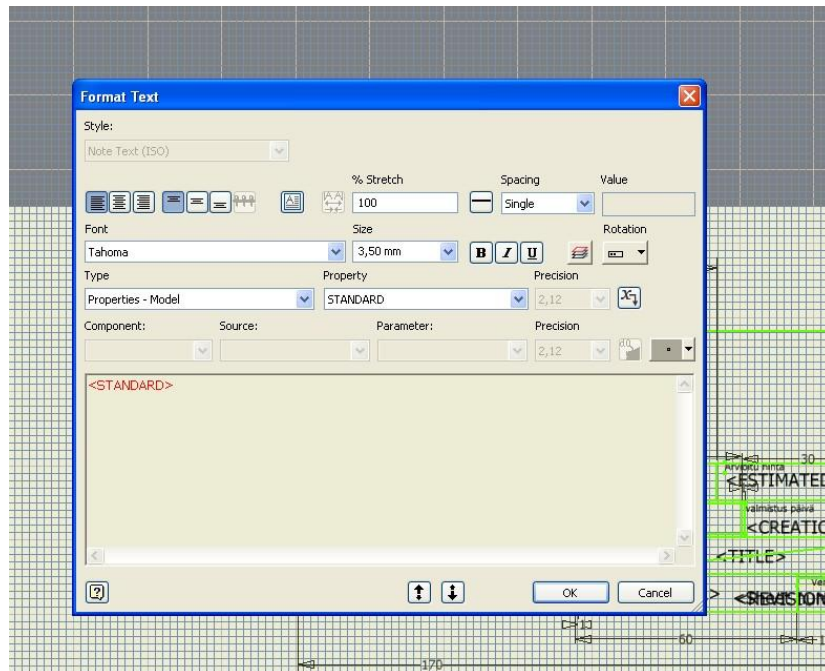 Format Text
Style:
Note Text (ISO)
% Stretch Spacing Value
100 Single
Font Size Rotation
Tahoma 3,50 mm B I U
Type Property Precision
Properties - Model STANDARD 2,12
Component: Source: Parameter: Precision
2,12
<STANDARD>
OK Cancel
30
Arvioitu hinta
<ESTIMATED
valmistus päivä
<CREATIO
<TITLE>
60
170